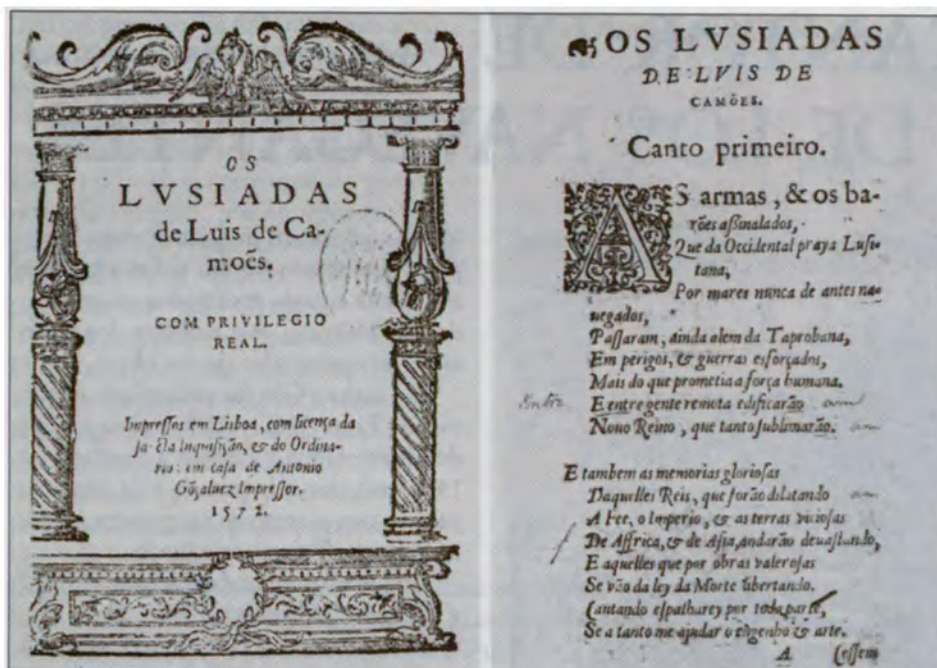 OS
LVSIADAS
de Luis de Ca-
moẽs.
COM PRIVILEGIO
REAL.
Impressos em Lisboa, com licença da
sancta Inquisição, & do Ordina-
rio: em casa de Antonio
Gõçaluez Impressor.
1572.
OS LVSIADAS
DE LVIS DE
CAMÕES.
Canto primeiro.
AS armas, & os ba-
rões assinalados,
Que da Occidental praya Lusi-
tana,
Por mares nunca de antes na-
uegados,
Passaram, ainda alem da Taprobana,
Em perigos, & guerras esforçados,
Mais do que prometia a força humana.
E entre gente remota edificarão
Nouo Reino, que tanto sublimarão.
E tambem as memorias gloriosas
Daquelles Reis, que forão dilatando
A Fee, o Imperio, & as terras viciosas
De Affrica, & de Asia, andarão deuastando,
E aquelles que por obras valerosas
Se vão da ley da Morte libertando.
Cantando espalharey por toda parte,
Se a tanto me ajudar o engenho & arte.
A Cessem